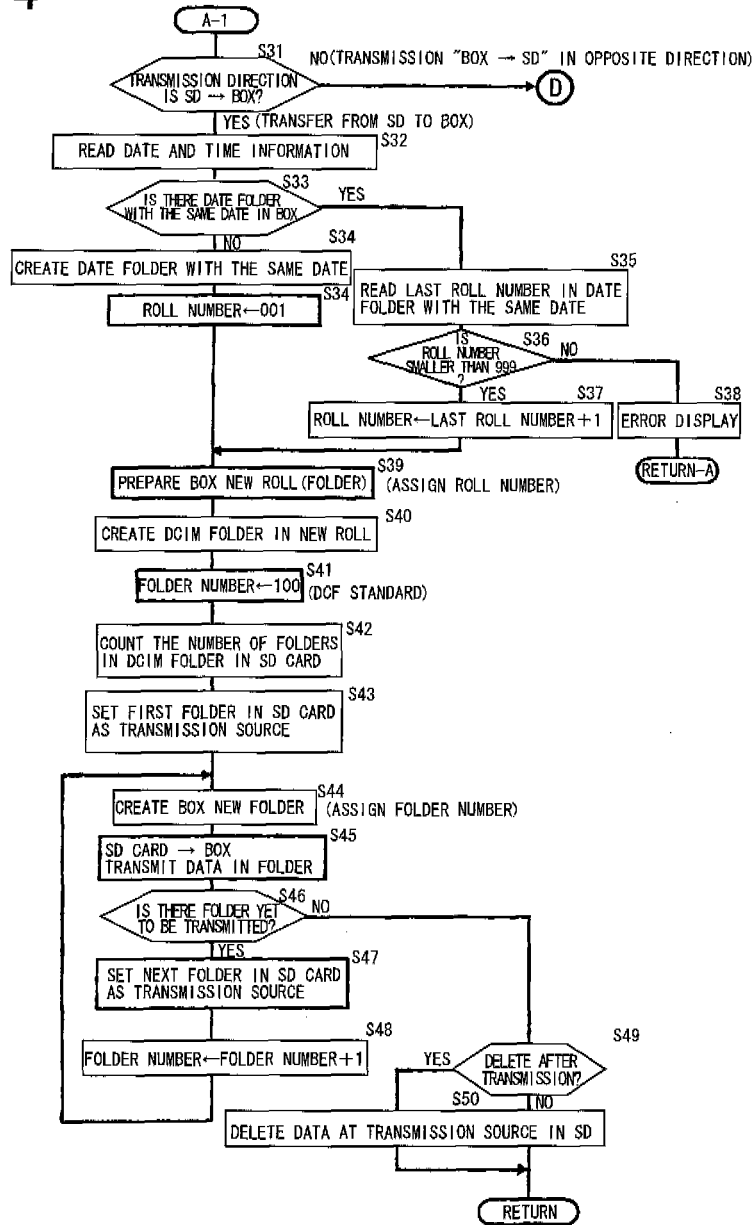 4
A-1
S31
NO(TRANSMISSION "BOX → SD" IN OPPOSITE DIRECTION)
TRANSMISSION DIRECTION
IS SD → BOX?
D
YES (TRANSFER FROM SD TO BOX)
S32
READ DATE AND TIME INFORMATION
S33
IS THERE DATE FOLDER
WITH THE SAME DATE IN BOX
YES
NO
S34
CREATE DATE FOLDER WITH THE SAME DATE
S34
ROLL NUMBER←001
S35
READ LAST ROLL NUMBER IN DATE
FOLDER WITH THE SAME DATE
S36
IS
ROLL NUMBER
SMALLER THAN 999
?
NO
YES
S37
ROLL NUMBER←LAST ROLL NUMBER+1
S38
ERROR DISPLAY
RETURN-A
S39
PREPARE BOX NEW ROLL(FOLDER)
(ASSIGN ROLL NUMBER)
S40
CREATE DCIM FOLDER IN NEW ROLL
S41
FOLDER NUMBER←100
(DCF STANDARD)
S42
COUNT THE NUMBER OF FOLDERS
IN DCIM FOLDER IN SD CARD
S43
SET FIRST FOLDER IN SD CARD
AS TRANSMISSION SOURCE
S44
CREATE BOX NEW FOLDER
(ASSIGN FOLDER NUMBER)
S45
SD CARD → BOX
TRANSMIT DATA IN FOLDER
S46
IS THERE FOLDER YET
TO BE TRANSMITTED?
NO
YES
S47
SET NEXT FOLDER IN SD CARD
AS TRANSMISSION SOURCE
S48
FOLDER NUMBER←FOLDER NUMBER+1
S49
DELETE AFTER
TRANSMISSION?
YES
NO
S50
DELETE DATA AT TRANSMISSION SOURCE IN SD
RETURN